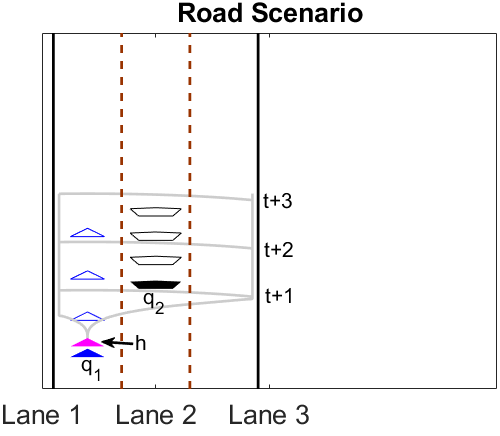 Road Scenario
t+3
t+2
t+1
q2
h
q1
Lane 1 Lane 2 Lane 3